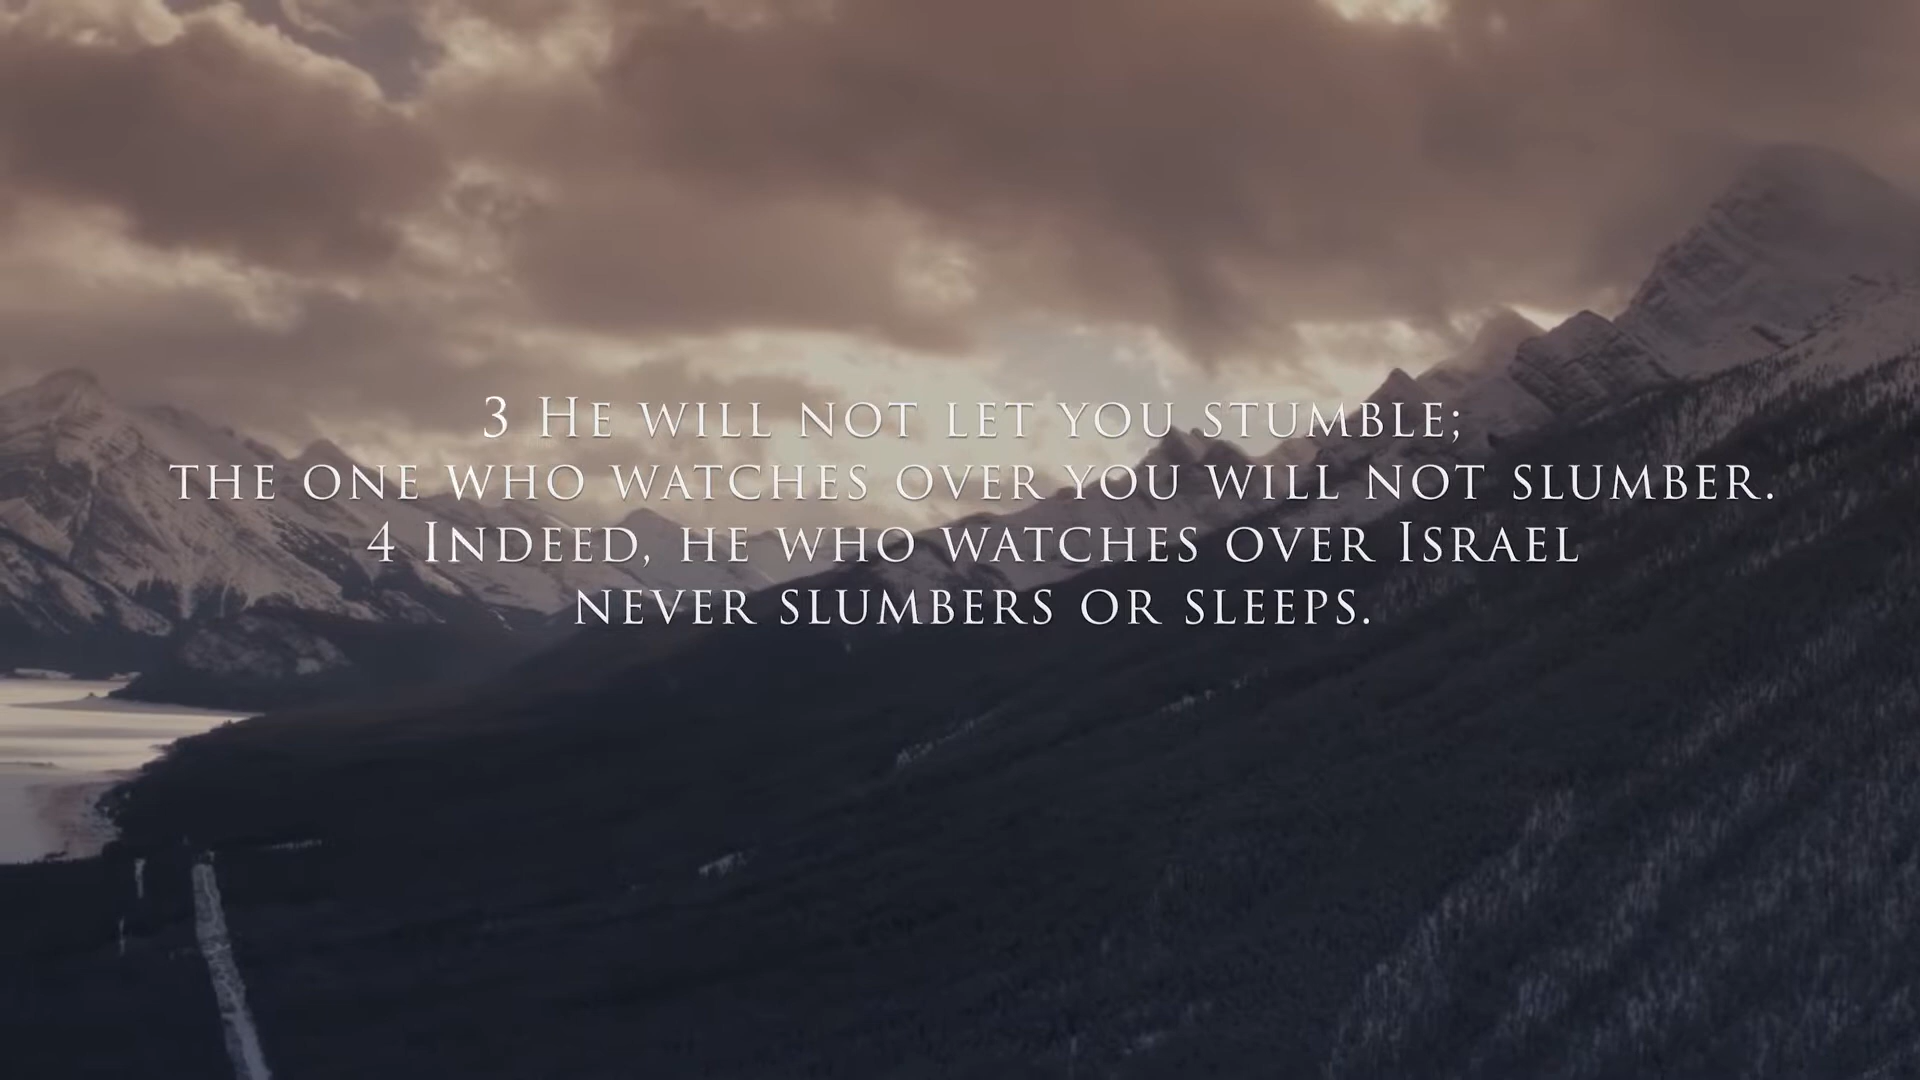 3 He will not let you stumble;
the one who watches over you will not slumber.
4 Indeed, he who watches over Israel
never slumbers or sleeps.